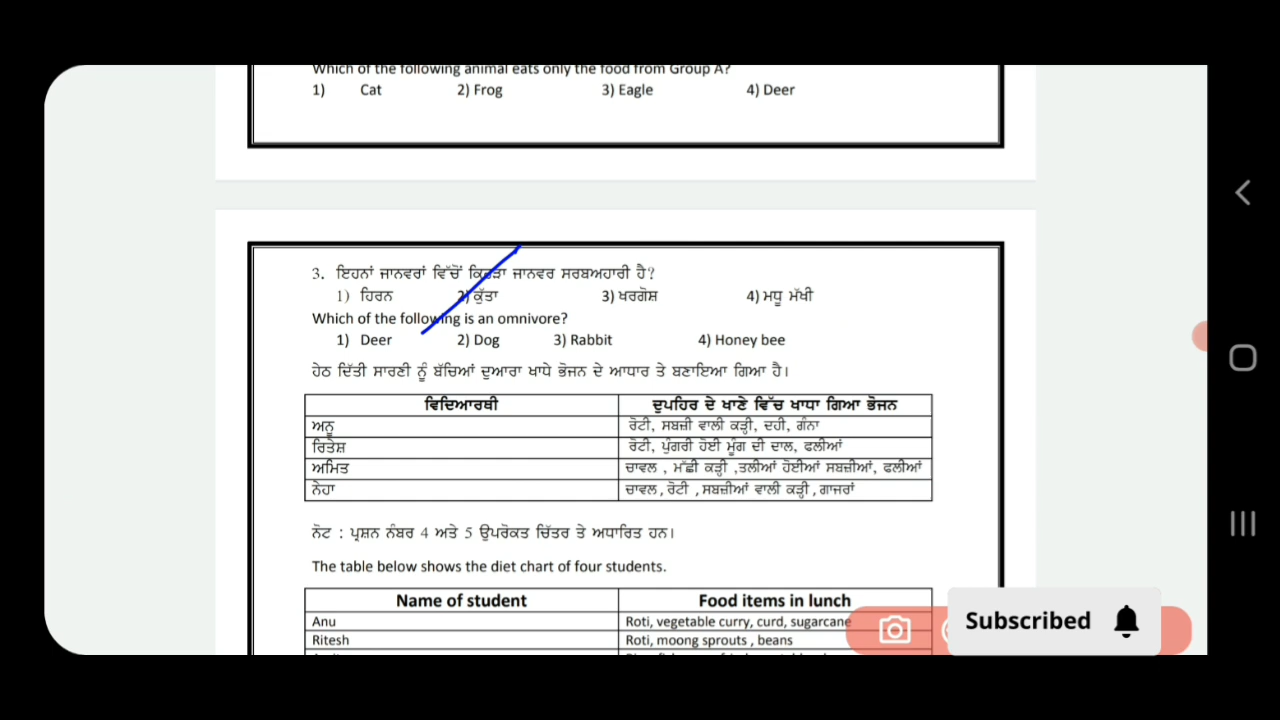 Which of the following animal eats only the food from Group A?
1) Cat 2) Frog 3) Eagle 4) Deer
3. ਇਹਨਾਂ ਜਾਨਵਰਾਂ ਵਿੱਚੋਂ ਕਿਹੜਾ ਜਾਨਵਰ ਸਰਬਅਹਾਰੀ ਹੈ?
1) ਹਿਰਨ 2) ਕੁੱਤਾ 3) ਖਰਗੋਸ਼ 4) ਮਧੂ ਮੱਖੀ
Which of the following is an omnivore?
1) Deer 2) Dog 3) Rabbit 4) Honey bee
ਹੇਠ ਦਿੱਤੀ ਸਾਰਣੀ ਨੂੰ ਬੱਚਿਆਂ ਦੁਆਰਾ ਖਾਧੇ ਭੋਜਨ ਦੇ ਆਧਾਰ ਤੇ ਬਣਾਇਆ ਗਿਆ ਹੈ।
ਵਿਦਿਆਰਥੀ ਦੁਪਹਿਰ ਦੇ ਖਾਣੇ ਵਿੱਚ ਖਾਧਾ ਗਿਆ ਭੋਜਨ
ਅਨੂ ਰੋਟੀ, ਸਬਜ਼ੀ ਵਾਲੀ ਕੜ੍ਹੀ, ਦਹੀ, ਗੰਨਾ
ਰਿਤੇਸ਼ ਰੋਟੀ, ਪੁੰਗਰੀ ਹੋਈ ਮੂੰਗ ਦੀ ਦਾਲ, ਫਲੀਆਂ
ਅਮਿਤ ਚਾਵਲ , ਮੱਛੀ ਕੜ੍ਹੀ ,ਤਲੀਆਂ ਹੋਈਆਂ ਸਬਜ਼ੀਆਂ, ਫਲੀਆਂ
ਨੇਹਾ ਚਾਵਲ , ਰੋਟੀ , ਸਬਜ਼ੀਆਂ ਵਾਲੀ ਕੜ੍ਹੀ , ਗਾਜਰਾਂ
ਨੋਟ : ਪ੍ਰਸ਼ਨ ਨੰਬਰ 4 ਅਤੇ 5 ਉਪਰੋਕਤ ਚਿੱਤਰ ਤੇ ਅਧਾਰਿਤ ਹਨ।
The table below shows the diet chart of four students.
Name of student Food items in lunch
Anu Roti, vegetable curry, curd, sugarcane
Ritesh Roti, moong sprouts , beans
Subscribed